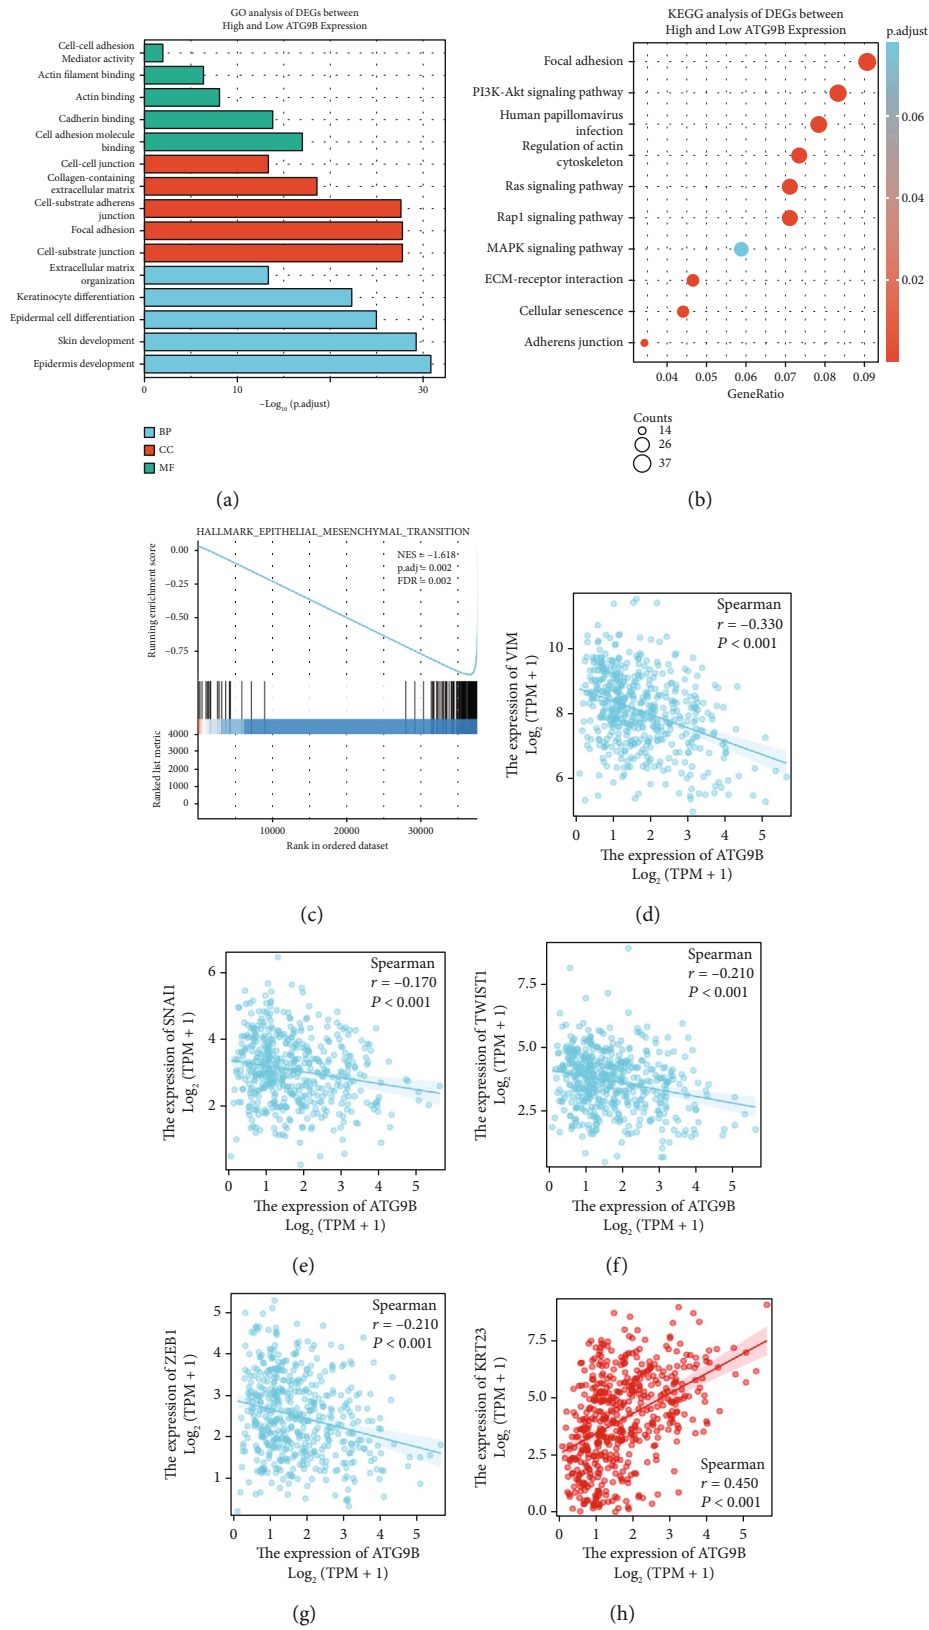 GO analysis of DEGs between
High and Low ATG9B Expression
Cell-cell adhesion
Mediator activity
Actin filament binding
Actin binding
Cadherin binding
Cell adhesion molecule
binding
Cell-cell junction
Collagen-containing
extracellular matrix
Cell-substrate adherens
junction
Focal adhesion
Cell-substrate junction
Extracellular matrix
organization
Keratinocyte differentiation
Epidermal cell differentiation
Skin development
Epidermis development
0 10 20 30
−Log₁₀ (p.adjust)
BP
CC
MF
(a)
KEGG analysis of DEGs between
High and Low ATG9B Expression
p.adjust
Focal adhesion
PI3K-Akt signaling pathway
Human papillomavirus
infection
Regulation of actin
cytoskeleton
Ras signaling pathway
Rap1 signaling pathway
MAPK signaling pathway
ECM-receptor interaction
Cellular senescence
Adherens junction
0.06
0.04
0.02
0.04 0.05 0.06 0.07 0.08 0.09
GeneRatio
Counts
14
26
37
(b)
HALLMARK_EPITHELIAL_MESENCHYMAL_TRANSITION
NES = −1.618
p.adj = 0.002
FDR = 0.002
Running enrichment score
0.00
−0.25
−0.50
−0.75
Ranked list metric
4000
3000
2000
1000
0
10000 20000 30000
Rank in ordered dataset
(c)
Spearman
r = −0.330
P < 0.001
The expression of VIM
Log₂ (TPM + 1)
10
8
6
0 1 2 3 4 5
The expression of ATG9B
Log₂ (TPM + 1)
(d)
Spearman
r = −0.170
P < 0.001
The expression of SNAI1
Log₂ (TPM + 1)
6
4
2
0 1 2 3 4 5
The expression of ATG9B
Log₂ (TPM + 1)
(e)
Spearman
r = −0.210
P < 0.001
The expression of TWIST1
Log₂ (TPM + 1)
7.5
5.0
2.5
0 1 2 3 4 5
The expression of ATG9B
Log₂ (TPM + 1)
(f)
Spearman
r = −0.210
P < 0.001
The expression of ZEB1
Log₂ (TPM + 1)
5
4
3
2
1
0 1 2 3 4 5
The expression of ATG9B
Log₂ (TPM + 1)
(g)
The expression of KRT23
Log₂ (TPM + 1)
7.5
5.0
2.5
0.0
Spearman
r = 0.450
P < 0.001
0 1 2 3 4 5
The expression of ATG9B
Log₂ (TPM + 1)
(h)